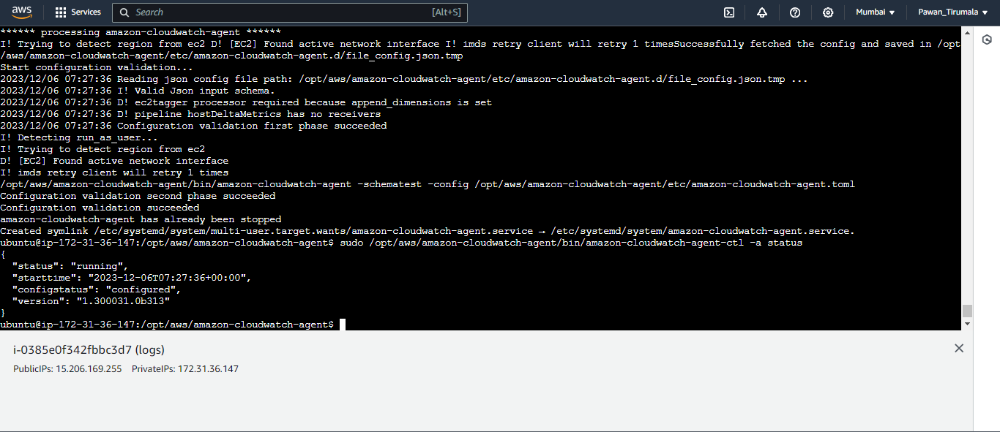 aws
Services
Search
[Alt+S]
Mumbai
Pawan_Tirumala
****** processing amazon-cloudwatch-agent ******
I! Trying to detect region from ec2 D! [EC2] Found active network interface I! imds retry client will retry 1 timesSuccessfully fetched the config and saved in /opt
/aws/amazon-cloudwatch-agent/etc/amazon-cloudwatch-agent.d/file_config.json.tmp
Start configuration validation...
2023/12/06 07:27:36 Reading json config file path: /opt/aws/amazon-cloudwatch-agent/etc/amazon-cloudwatch-agent.d/file_config.json.tmp ...
2023/12/06 07:27:36 I! Valid Json input schema.
2023/12/06 07:27:36 D! ec2tagger processor required because append_dimensions is set
2023/12/06 07:27:36 D! pipeline hostDeltaMetrics has no receivers
2023/12/06 07:27:36 Configuration validation first phase succeeded
I! Detecting run_as_user...
I! Trying to detect region from ec2
D! [EC2] Found active network interface
I! imds retry client will retry 1 times
/opt/aws/amazon-cloudwatch-agent/bin/amazon-cloudwatch-agent -schematest -config /opt/aws/amazon-cloudwatch-agent/etc/amazon-cloudwatch-agent.toml
Configuration validation second phase succeeded
Configuration validation succeeded
amazon-cloudwatch-agent has already been stopped
Created symlink /etc/systemd/system/multi-user.target.wants/amazon-cloudwatch-agent.service → /etc/systemd/system/amazon-cloudwatch-agent.service.
ubuntu@ip-172-31-36-147:/opt/aws/amazon-cloudwatch-agent$ sudo /opt/aws/amazon-cloudwatch-agent/bin/amazon-cloudwatch-agent-ctl -a status
{
"status": "running",
"starttime": "2023-12-06T07:27:36+00:00",
"configstatus": "configured",
"version": "1.300031.0b313"
}
ubuntu@ip-172-31-36-147:/opt/aws/amazon-cloudwatch-agent$
i-0385e0f342fbbc3d7 (logs)
PublicIPs: 15.206.169.255 PrivateIPs: 172.31.36.147